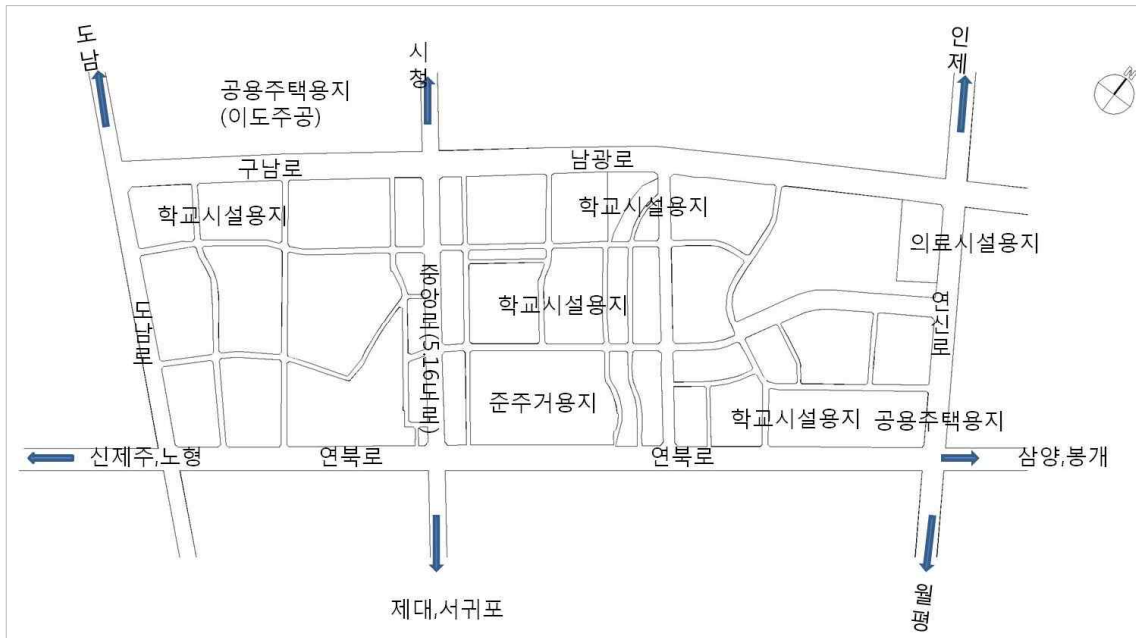 도남
시청
인제
공용주택용지
(이도주공)
N
구남로
남광로
학교시설용지
학교시설용지
의료시설용지
도남로
중앙로(516도로)
학교시설용지
연신로
준주거용지
학교시설용지
공용주택용지
신제주,노형
연북로
연북로
삼양,봉개
제대,서귀포
월평